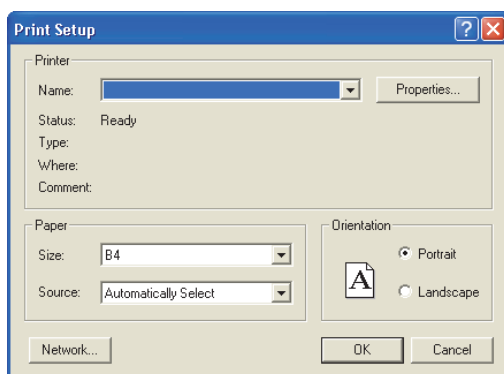 Print Setup
Printer
Name:
Properties...
Status: Ready
Type:
Where:
Comment:
Paper
Orientation
Size: B4
Portrait
A
Source: Automatically Select
Landscape
Network...
OK
Cancel